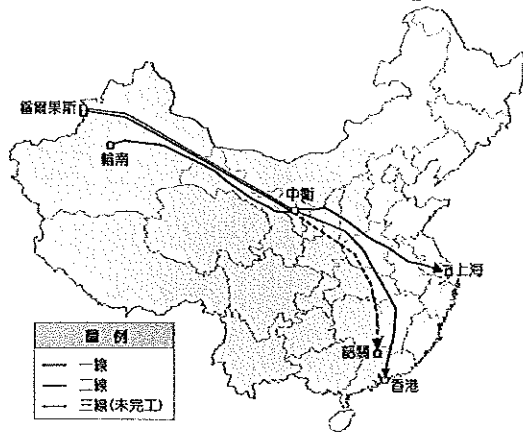 霍爾果斯
輪南
中衛
上海
韶關
香港
圖例
一線
二線
三線(未完工)